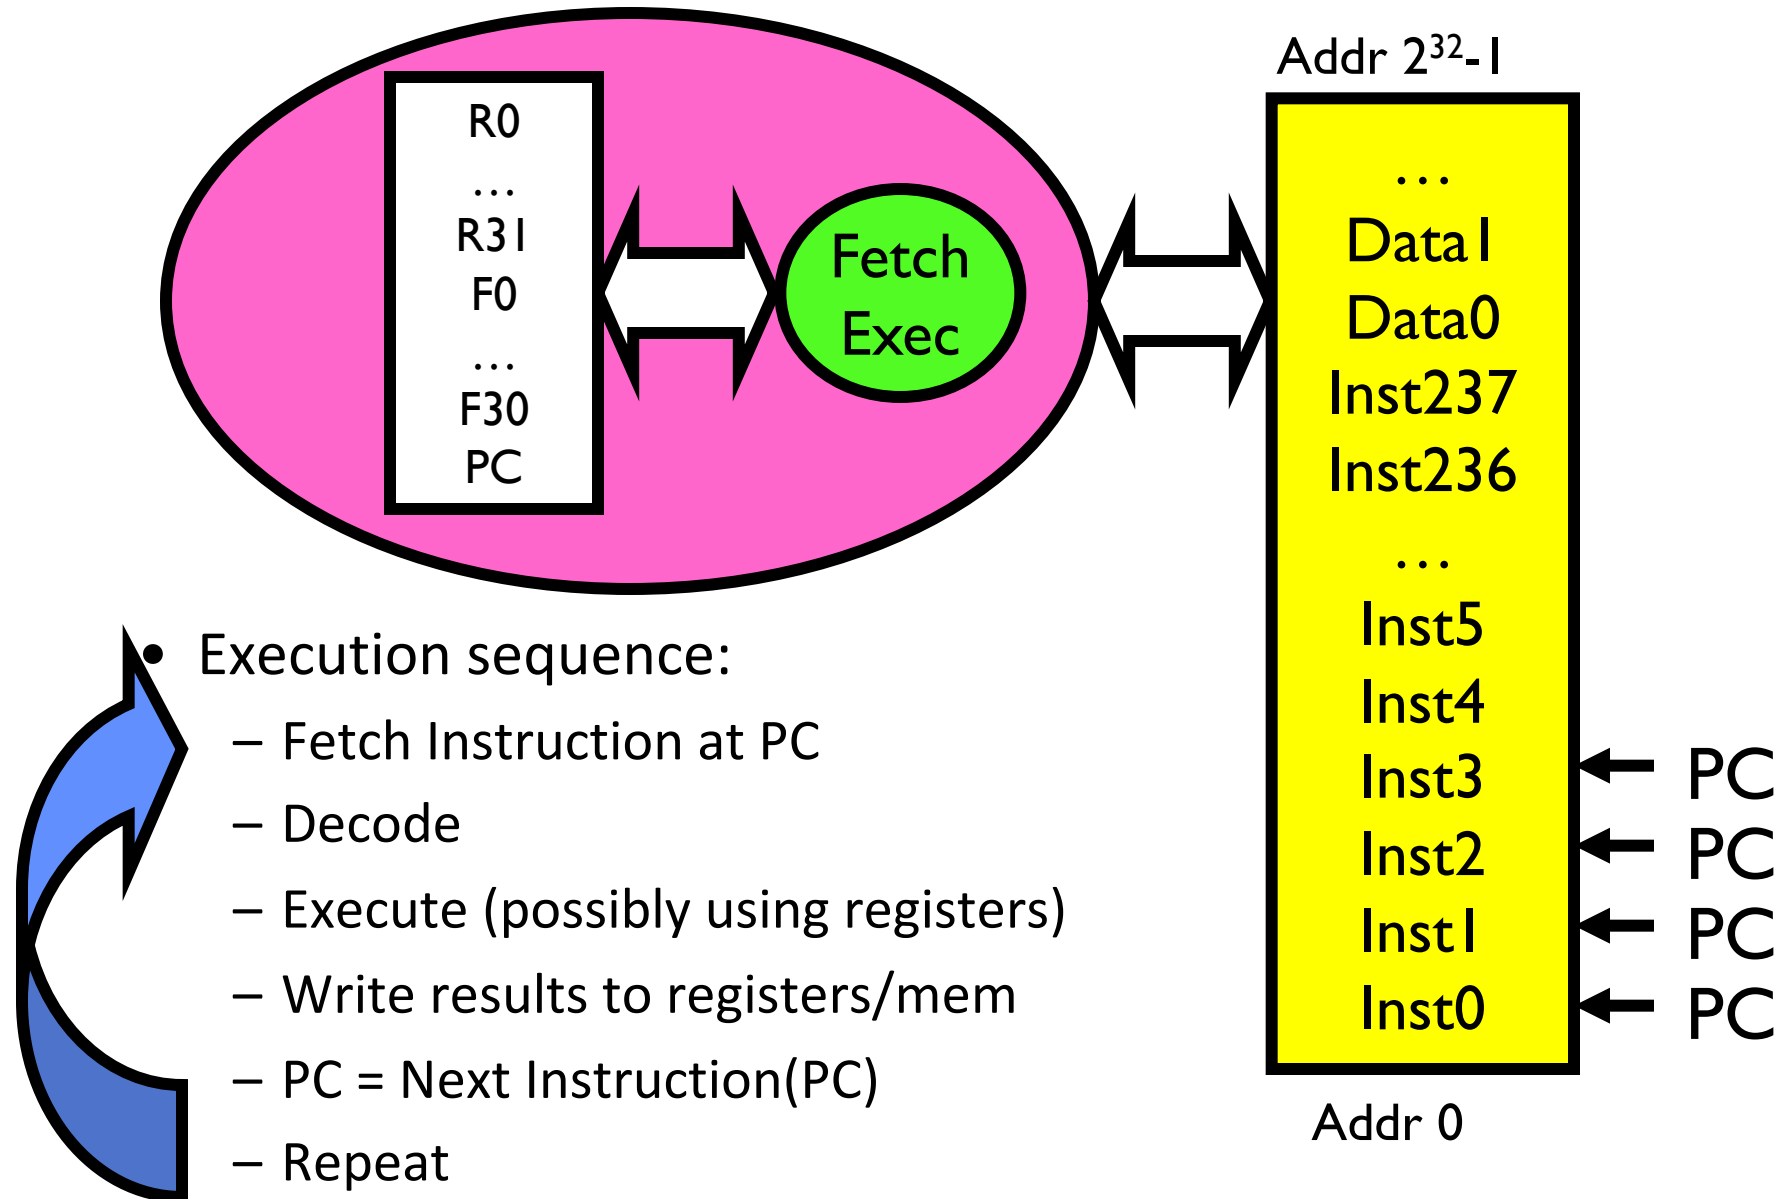 R0
…
R31
F0
…
F30
PC
Fetch
Exec
Addr 2³²-1
…
Data1
Data0
Inst237
Inst236
…
Inst5
Inst4
Inst3
Inst2
Inst1
Inst0
Addr 0
PC
PC
PC
PC
• Execution sequence:
– Fetch Instruction at PC
– Decode
– Execute (possibly using registers)
– Write results to registers/mem
– PC = Next Instruction(PC)
– Repeat